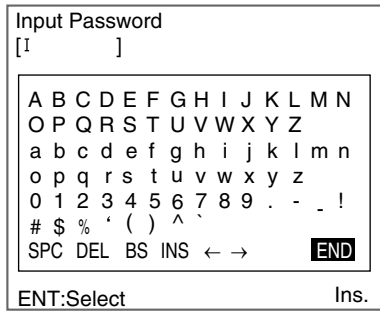 Input Password
[I ]
A B C D E F G H I J K L M N
O P Q R S T U V W X Y Z
a b c d e f g h i j k l m n
o p q r s t u v w x y z
0 1 2 3 4 5 6 7 8 9 . - _ !
# $ % ‘ ( ) ^ `
SPC DEL BS INS ← → END
ENT:Select Ins.